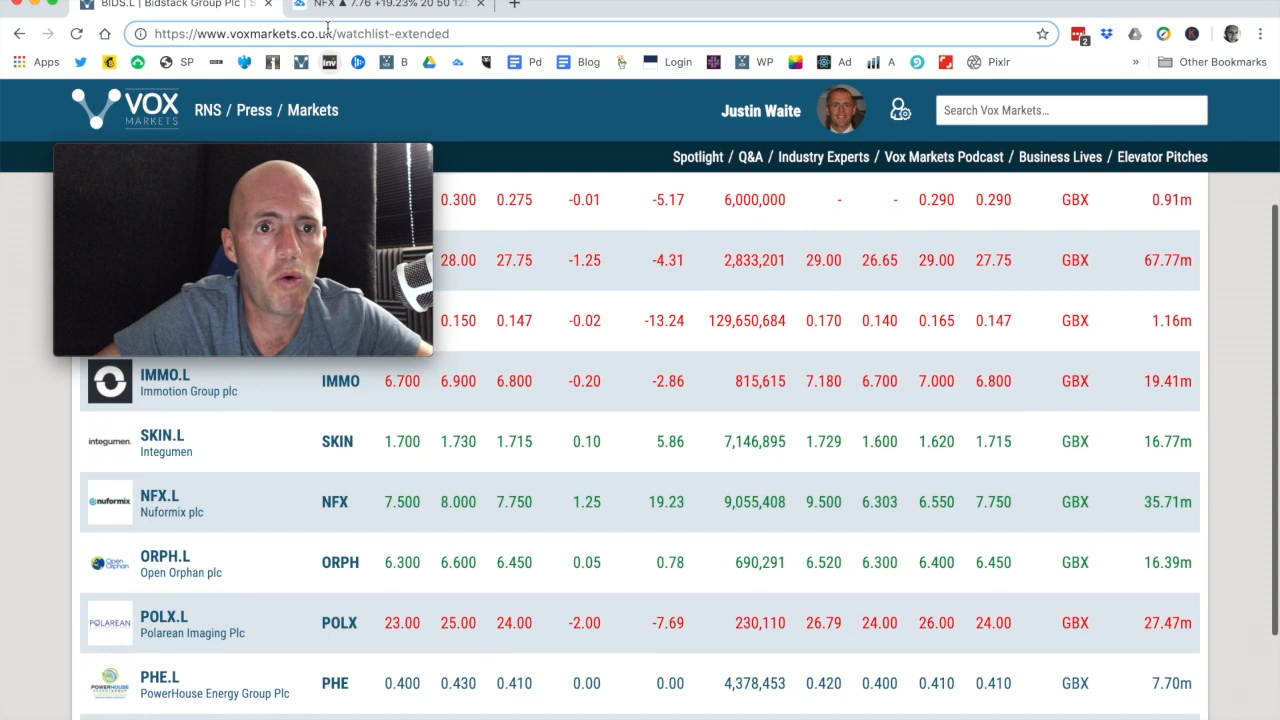 BIDS.L | Bidstack Group Plc | S
NFX ▲ 7.76 +19.23% 20 50 125
https://www.voxmarkets.co.uk/watchlist-extended
2
Apps SP B Pd Blog Login WP Ad A Pixlr » Other Bookmarks
VOX MARKETS
RNS / Press / Markets
Justin Waite
Search Vox Markets...
Spotlight / Q&A / Industry Experts / Vox Markets Podcast / Business Lives / Elevator Pitches
0.300 0.275 -0.01 -5.17 6,000,000 - - 0.290 0.290 GBX 0.91m
28.00 27.75 -1.25 -4.31 2,833,201 29.00 26.65 29.00 27.75 GBX 67.77m
0.150 0.147 -0.02 -13.24 129,650,684 0.170 0.140 0.165 0.147 GBX 1.16m
IMMO.L IMMO 6.700 6.900 6.800 -0.20 -2.86 815,615 7.180 6.700 7.000 6.800 GBX 19.41m
Immotion Group plc
integumen. SKIN.L SKIN 1.700 1.730 1.715 0.10 5.86 7,146,895 1.729 1.600 1.620 1.715 GBX 16.77m
Integumen
nuformix NFX.L NFX 7.500 8.000 7.750 1.25 19.23 9,055,408 9.500 6.303 6.550 7.750 GBX 35.71m
Nuformix plc
Open Orphan ORPH.L ORPH 6.300 6.600 6.450 0.05 0.78 690,291 6.520 6.300 6.400 6.450 GBX 16.39m
Open Orphan plc
POLAREAN POLX.L POLX 23.00 25.00 24.00 -2.00 -7.69 230,110 26.79 24.00 26.00 24.00 GBX 27.47m
Polarean Imaging Plc
POWERHOUSE PHE.L PHE 0.400 0.430 0.410 0.00 0.00 4,378,453 0.420 0.400 0.410 0.410 GBX 7.70m
PowerHouse Energy Group Plc